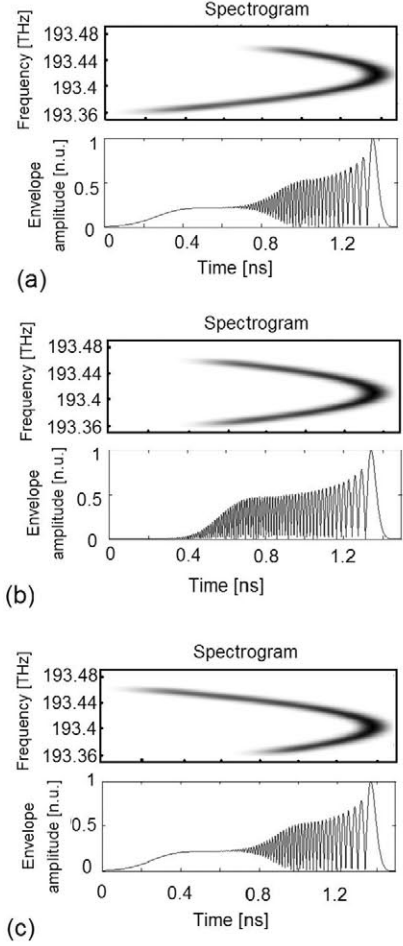 (a)
Spectrogram
Frequency [THz]
193.48
193.44
193.4
193.36
Envelope
amplitude [n.u.]
1
0.5
0
0
0.4
0.8
1.2
Time [ns]
Spectrogram
Frequency [THz]
193.48
193.44
193.4
193.36
Envelope
amplitude [n.u.]
1
0.5
0
0
0.4
0.8
1.2
Time [ns]
(b)
Spectrogram
Frequency [THz]
193.48
193.44
193.4
193.36
Envelope
amplitude [n.u.]
1
0.5
0
0
0.4
0.8
1.2
Time [ns]
(c)